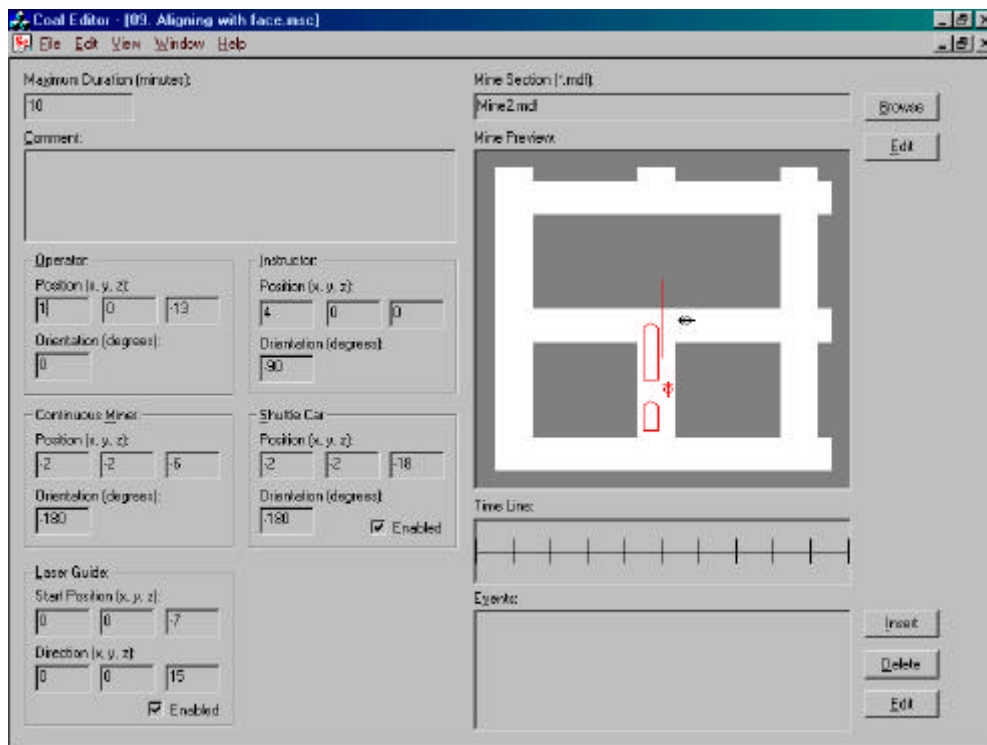 Coal Editor - [09. Aligning with face.msc]
File Edit View Window Help
Maximum Duration (minutes):
10
Comment:
Operator:
Position (x, y, z):
1 0 -13
Orientation (degrees):
0
Instructor:
Position (x, y, z):
4 0 0
Orientation (degrees):
-90
Continuous Miner:
Position (x, y, z):
-2 -2 -6
Orientation (degrees):
-180
Shuttle Car
Position (x, y, z):
-2 -2 -18
Orientation (degrees):
-180
Enabled
Laser Guide:
Start Position (x, y, z):
0 0 -7
Direction (x, y, z):
0 0 15
Enabled
Mine Section (*.mdf):
Mine2.mdf
Browse
Mine Preview:
Edit
Time Line:
Events:
Insert
Delete
Edit